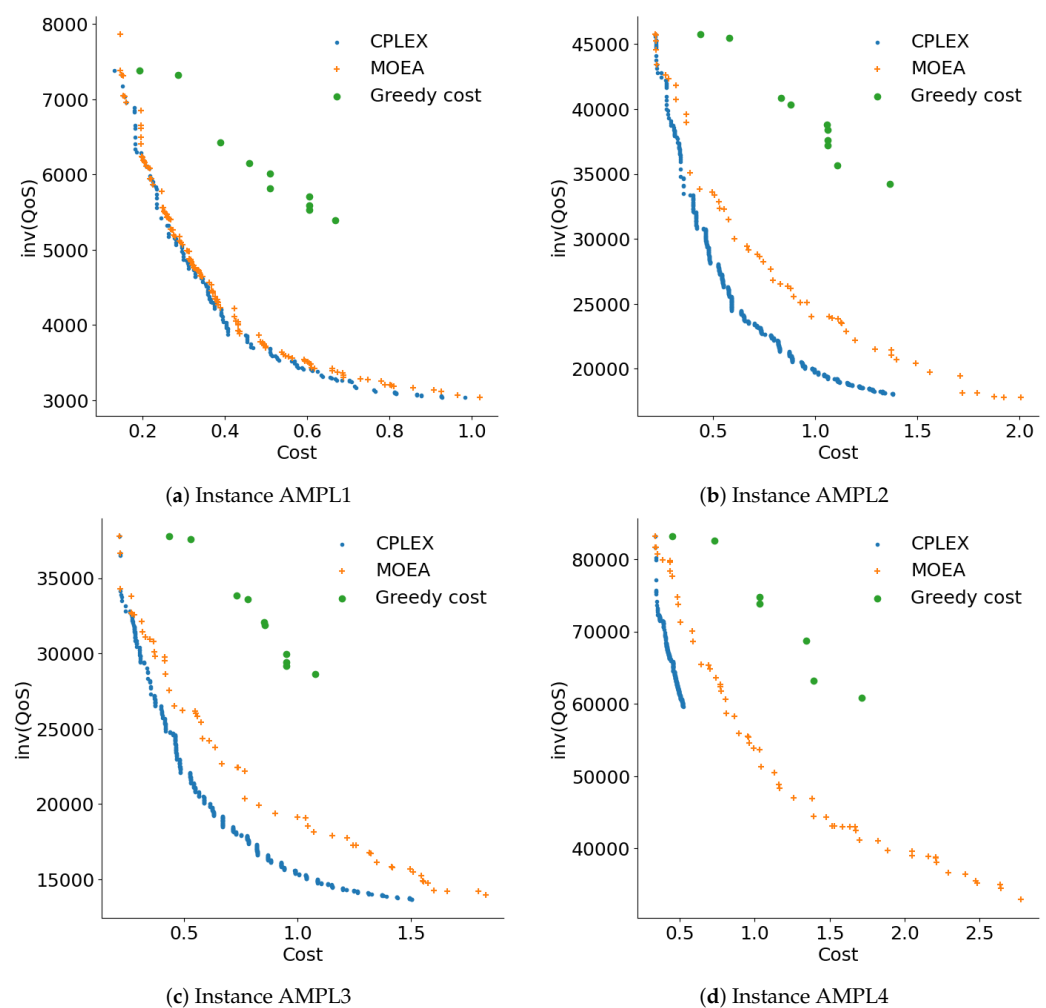 8000
7000
6000
5000
4000
3000
inv(QoS)
0.2 0.4 0.6 0.8 1.0
Cost
CPLEX
MOEA
Greedy cost
(a) Instance AMPL1
45000
40000
35000
30000
25000
20000
inv(QoS)
0.5 1.0 1.5 2.0
Cost
CPLEX
MOEA
Greedy cost
(b) Instance AMPL2
35000
30000
25000
20000
15000
inv(QoS)
0.5 1.0 1.5
Cost
CPLEX
MOEA
Greedy cost
(c) Instance AMPL3
80000
70000
60000
50000
40000
inv(QoS)
0.5 1.0 1.5 2.0 2.5
Cost
CPLEX
MOEA
Greedy cost
(d) Instance AMPL4